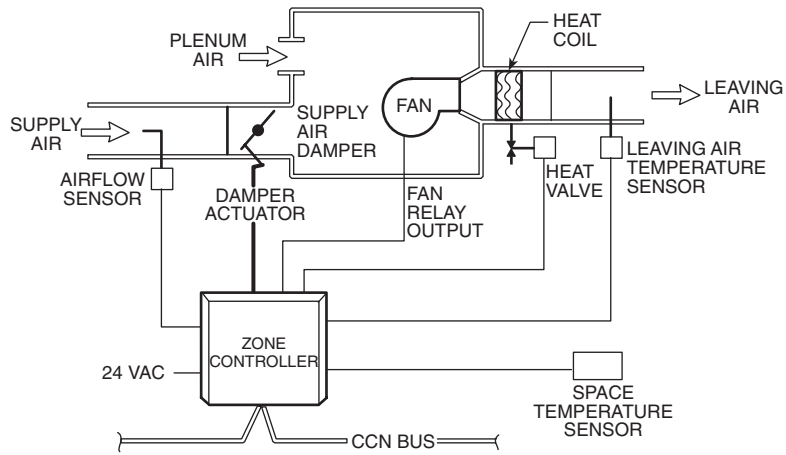 HEAT
COIL
PLENUM
AIR
FAN
LEAVING
AIR
SUPPLY
AIR
SUPPLY
AIR
DAMPER
AIRFLOW
SENSOR
DAMPER
ACTUATOR
FAN
RELAY
OUTPUT
HEAT
VALVE
LEAVING AIR
TEMPERATURE
SENSOR
ZONE
CONTROLLER
24 VAC
SPACE
TEMPERATURE
SENSOR
CCN BUS